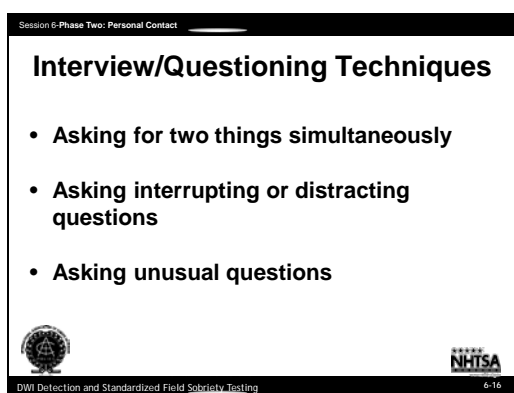 Session 6-Phase Two: Personal Contact
Interview/Questioning Techniques
• Asking for two things simultaneously
• Asking interrupting or distracting
questions
• Asking unusual questions
NHTSA
DWI Detection and Standardized Field Sobriety Testing
6-16